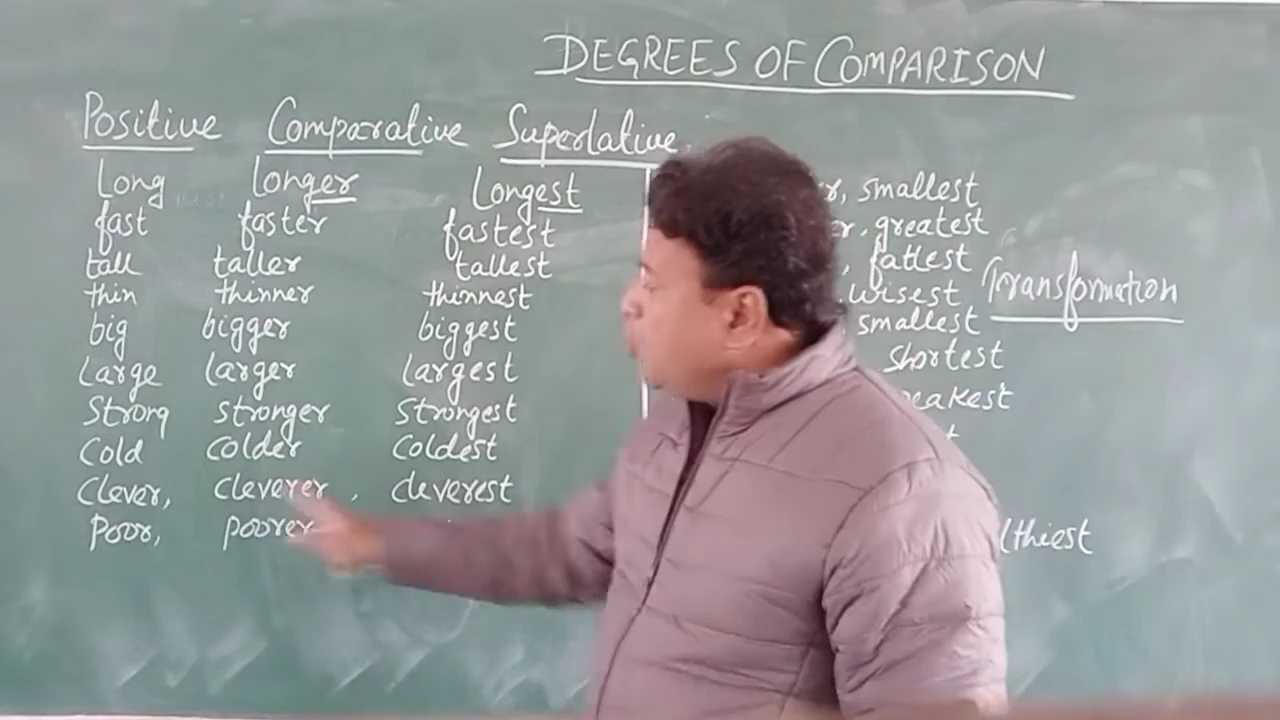 DEGREES OF COMPARISON
Positive Comparative Superlative
Long longer Longest
fast faster fastest
tall taller tallest
thin thinner thinnest
big bigger biggest
Large larger largest
Strong stronger Strongest
Cold colder coldest
Clever, cleverer, cleverest
Poor, poorer
smallest
greatest
fattest
wisest
smallest
shortest
Transformation